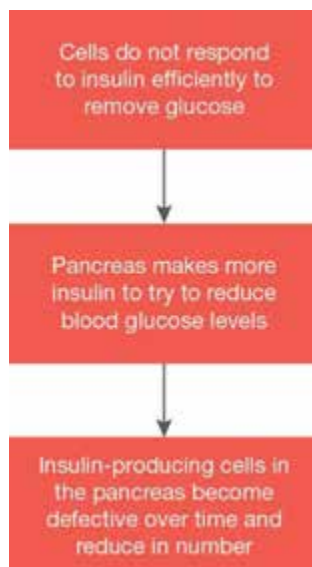 Cells do not respond
to insulin efficiently to
remove glucose
Pancreas makes more
insulin to try to reduce
blood glucose levels
Insulin-producing cells in
the pancreas become
defective over time and
reduce in number